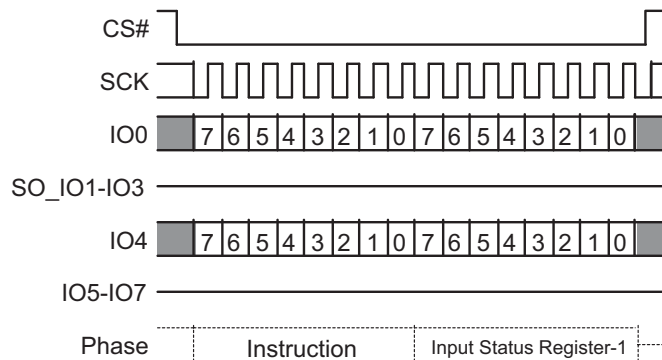 CS#
SCK
IO0 7 6 5 4 3 2 1 0 7 6 5 4 3 2 1 0
SO_IO1-IO3
IO4 7 6 5 4 3 2 1 0 7 6 5 4 3 2 1 0
IO5-IO7
Phase Instruction Input Status Register-1